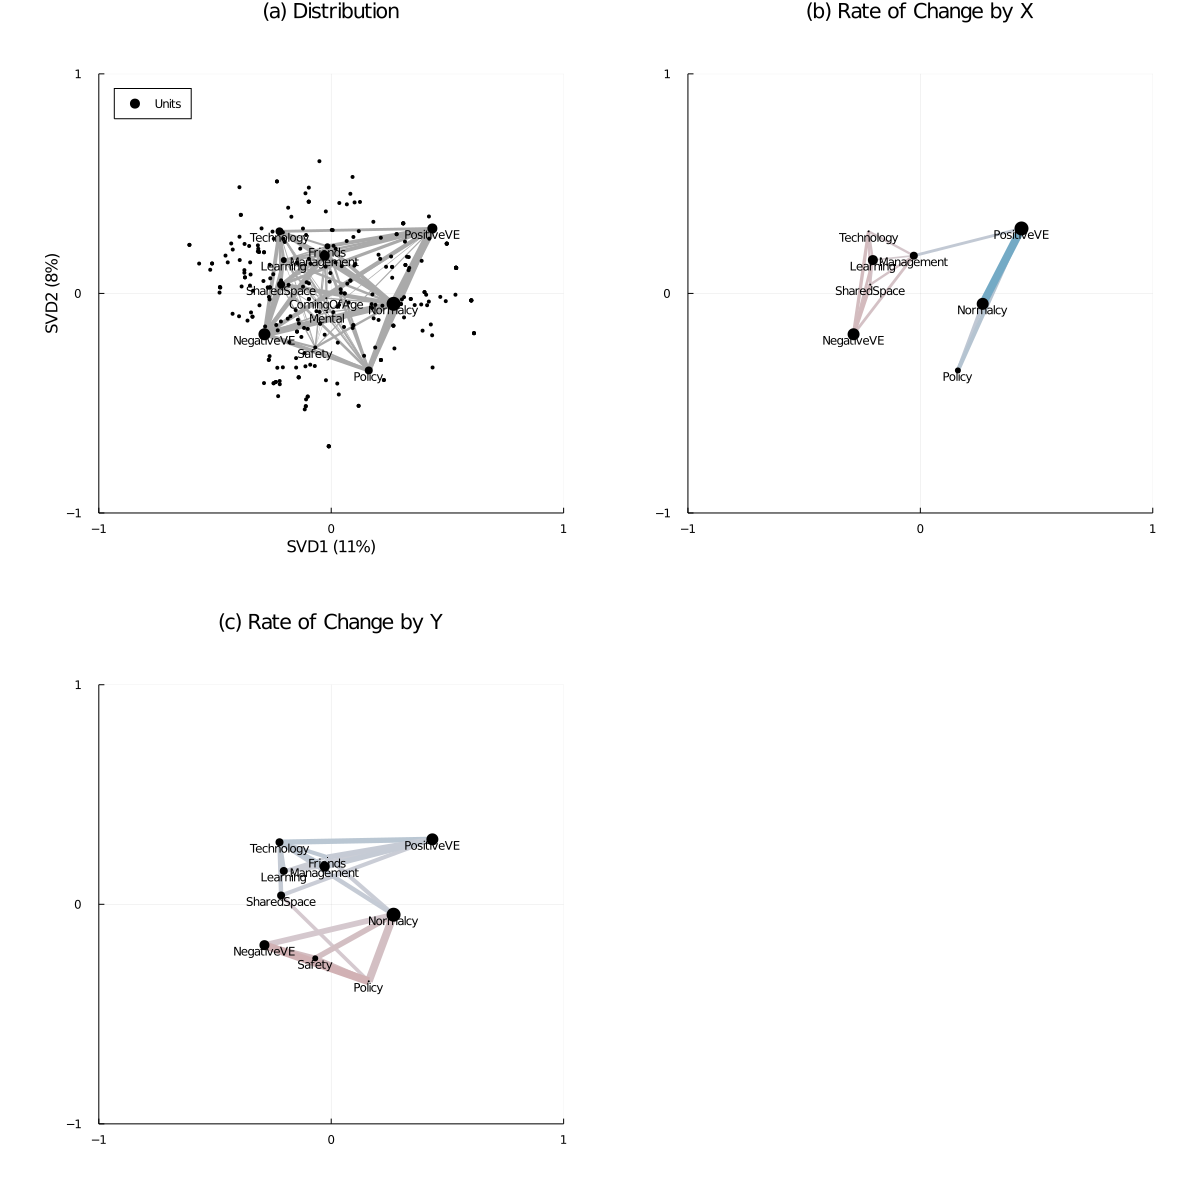 (a) Distribution
1
Units
Technology
Friends
PositiveVE
Management
Learning
SharedSpace
SVD2 (8%)
0
ComingOfAge
Normalcy
Mental
NegativeVE
Safety
Policy
−1
−1
0
1
SVD1 (11%)
(b) Rate of Change by X
1
Technology
PositiveVE
Management
Learning
SharedSpace
0
Normalcy
NegativeVE
Policy
−1
−1
0
1
(c) Rate of Change by Y
1
Technology
PositiveVE
Friends
Management
Learning
SharedSpace
0
Normalcy
NegativeVE
Safety
Policy
−1
−1
0
1